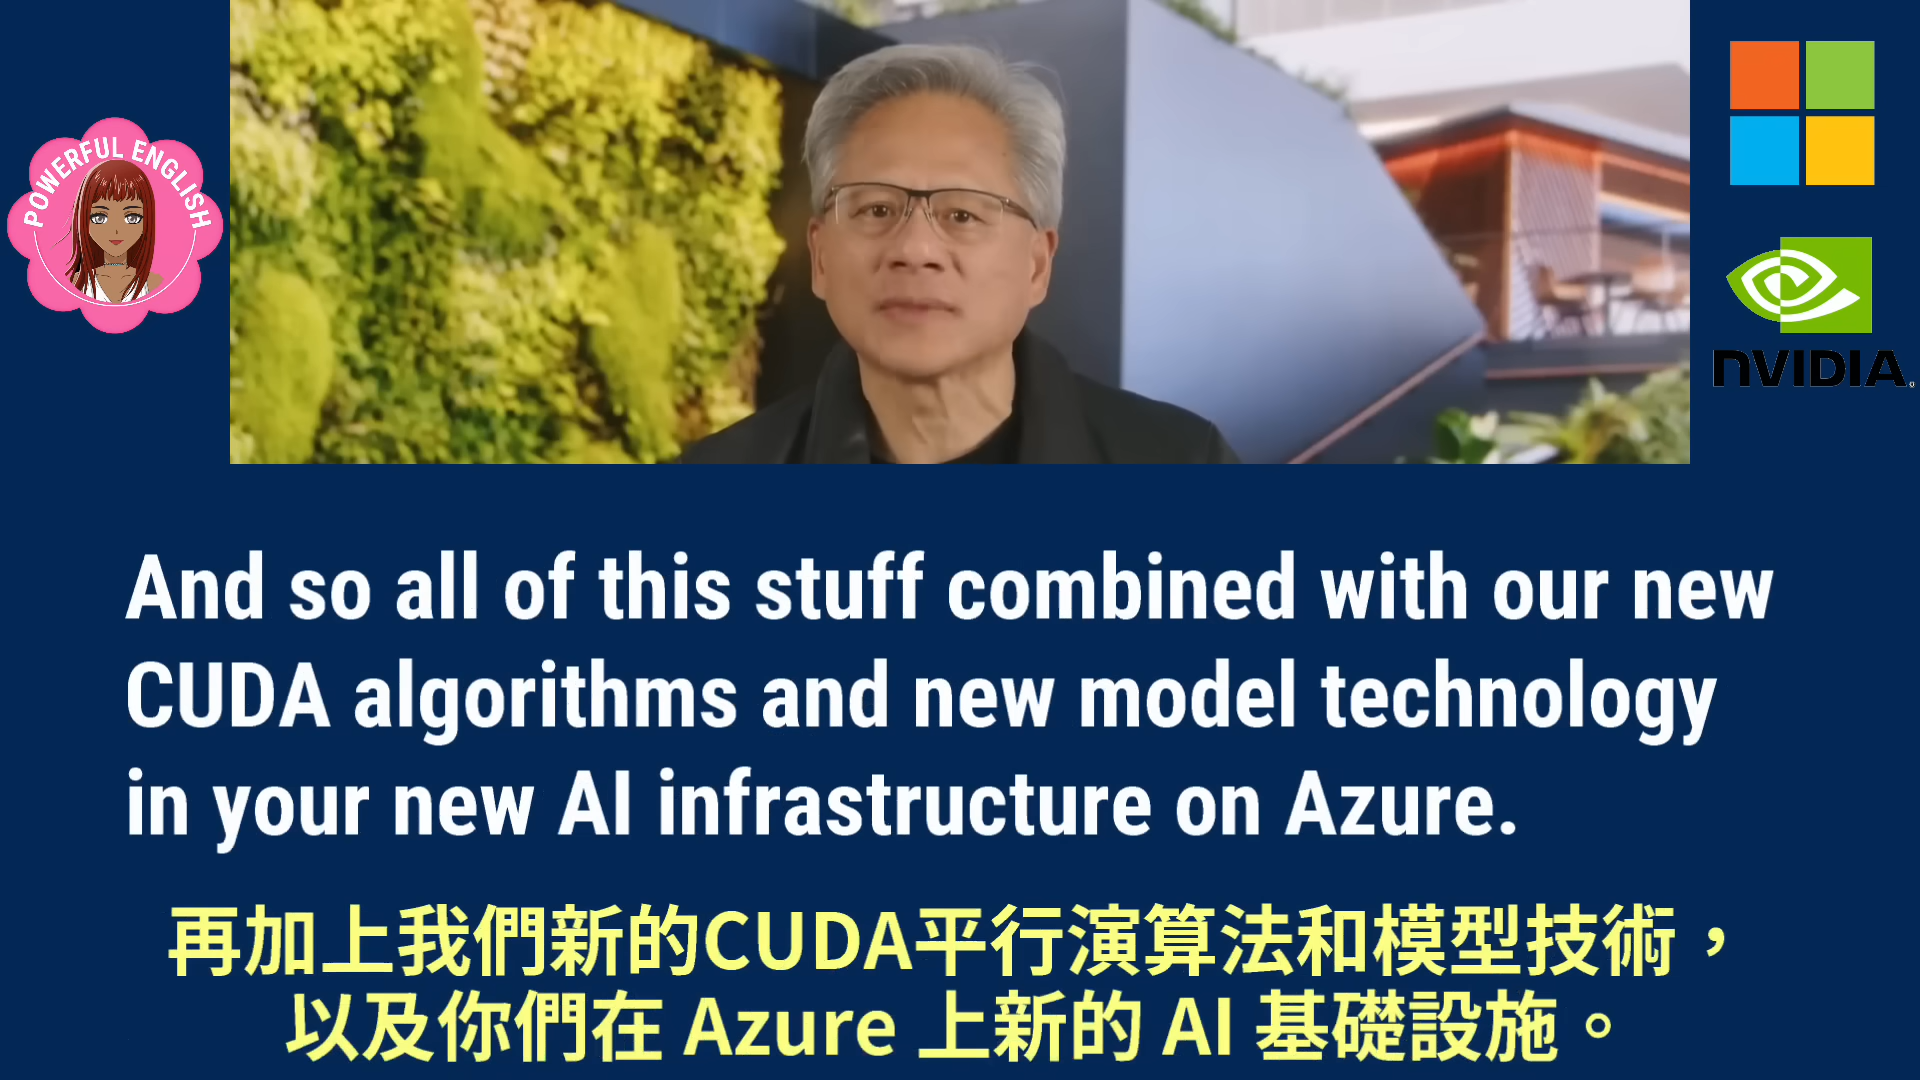 POWERFUL ENGLISH
NVIDIA
And so all of this stuff combined with our new
CUDA algorithms and new model technology
in your new AI infrastructure on Azure.
再加上我們新的CUDA平行演算法和模型技術，
以及你們在 Azure 上新的 AI 基礎設施。